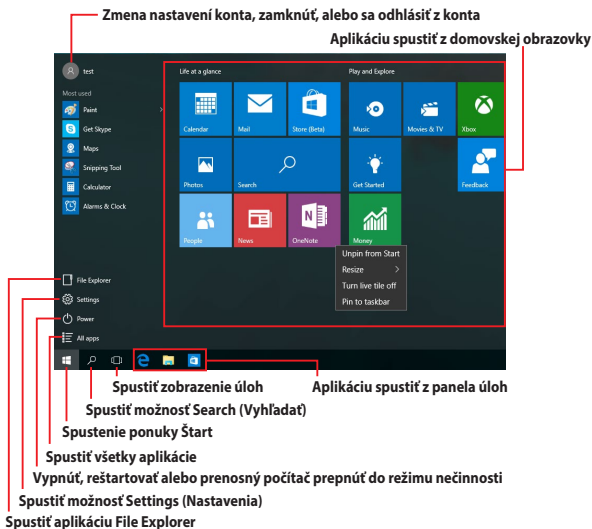 Zmena nastavení konta, zamknúť, alebo sa odhlásiť z konta
Aplikáciu spustiť z domovskej obrazovky
test
Most used
Paint
Get Skype
Maps
Snipping Tool
Calculator
Alarms & Clock
File Explorer
Settings
Power
All apps
Life at a glance
Play and Explore
Calendar
Mail
Store (Beta)
Music
Movies & TV
Xbox
Photos
Search
Get Started
Feedback
People
News
OneNote
Money
Unpin from Start
Resize
Turn live tile off
Pin to taskbar
Spustiť zobrazenie úloh
Aplikáciu spustiť z panela úloh
Spustiť možnosť Search (Vyhľadať)
Spustenie ponuky Štart
Spustiť všetky aplikácie
Vypnúť, reštartovať alebo prenosný počítač prepnúť do režimu nečinnosti
Spustiť možnosť Settings (Nastavenia)
Spustiť aplikáciu File Explorer